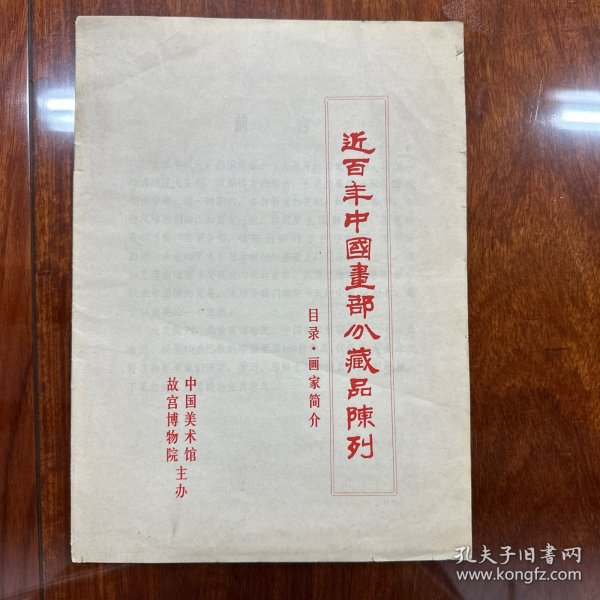 近百年中國畫部分藏品陳列
目录·画家简介
中国美术馆
故宫博物院
主办
孔夫子旧书网
www.kongfz.com